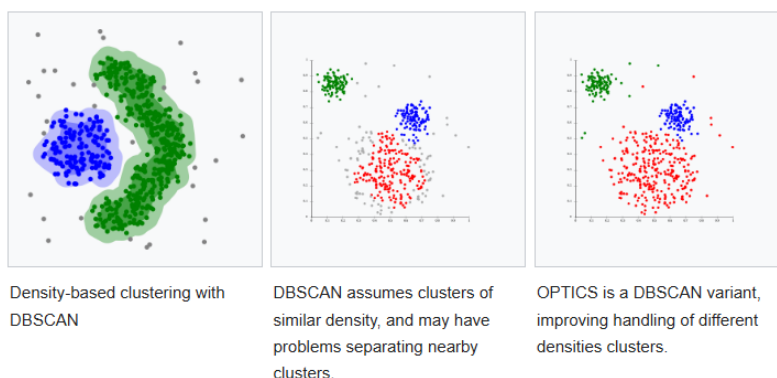 Density-based clustering with
DBSCAN
DBSCAN assumes clusters of
similar density, and may have
problems separating nearby
clusters.
OPTICS is a DBSCAN variant,
improving handling of different
densities clusters.